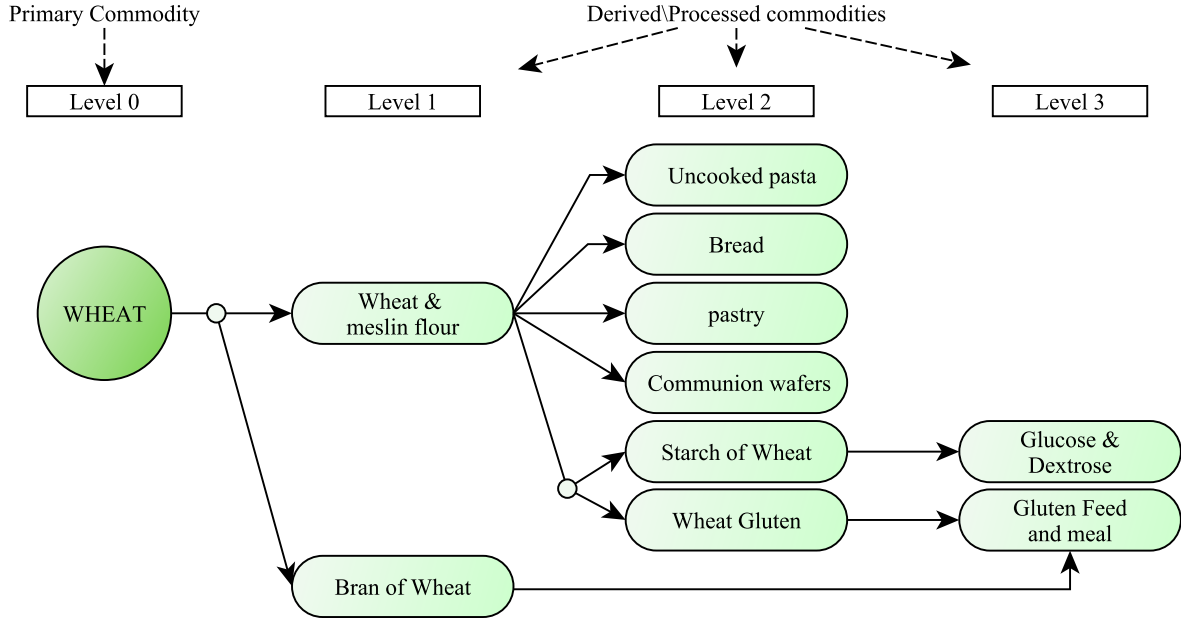 Primary Commodity
Derived\Processed commodities
Level 0
Level 1
Level 2
Level 3
Uncooked pasta
Bread
WHEAT
Wheat &
meslin flour
pastry
Communion wafers
Starch of Wheat
Glucose &
Dextrose
Wheat Gluten
Gluten Feed
and meal
Bran of Wheat